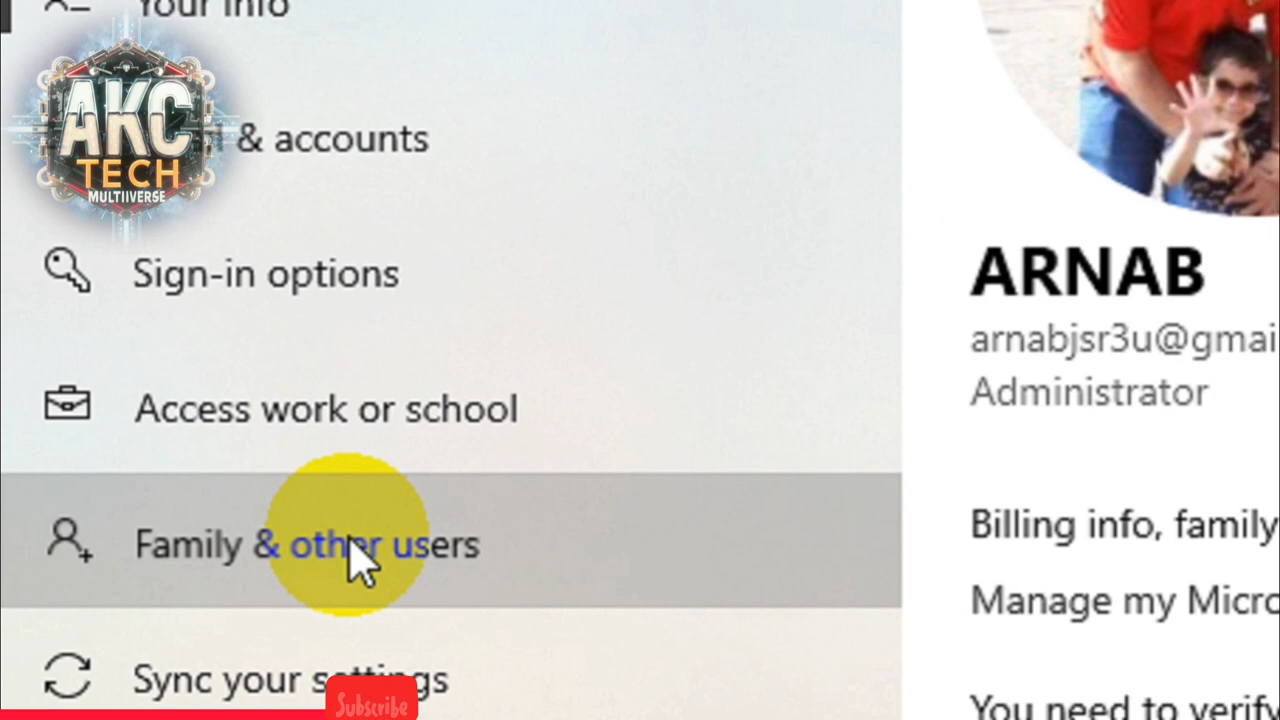 Your info
AKC
TECH
MULTIIVERSE
& accounts
Sign-in options
Access work or school
Family & other users
Sync your settings
Subscribe
ARNAB
arnabjsr3u@gmai
Administrator
Billing info, family
Manage my Micro
You need to verify